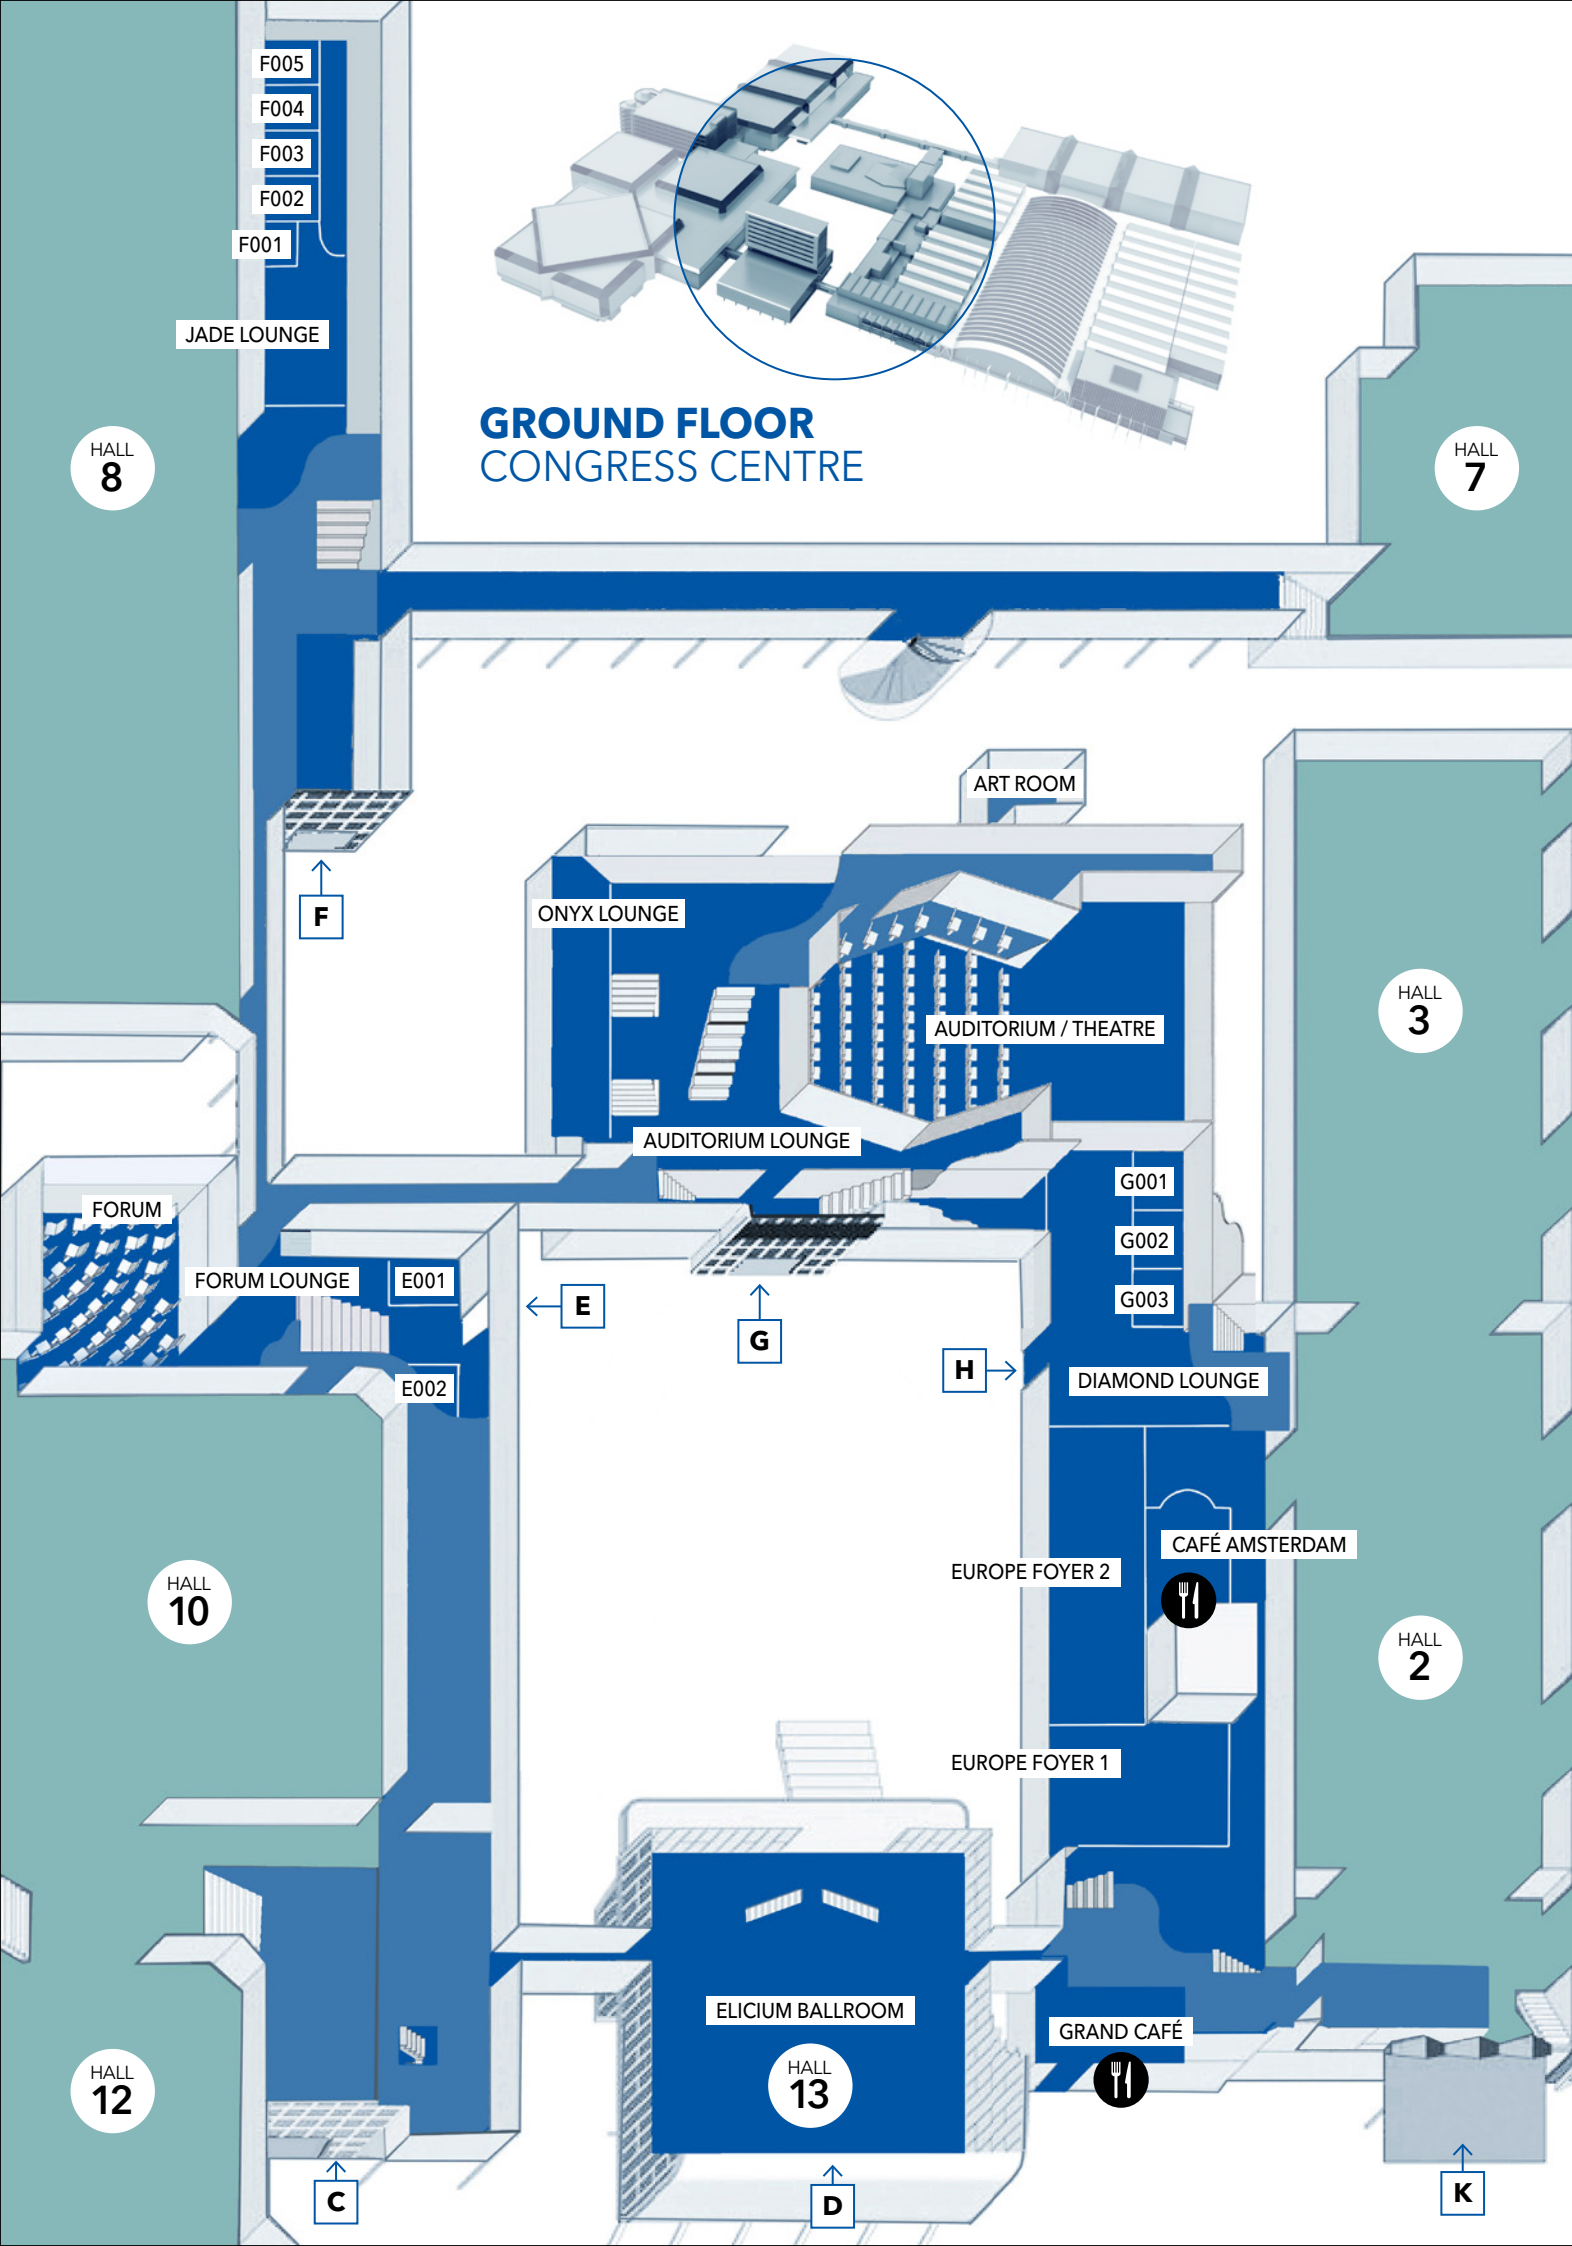 F005
F004
F003
F002
F001
JADE LOUNGE
GROUND FLOOR
CONGRESS CENTRE
HALL
8
HALL
7
ART ROOM
F
ONYX LOUNGE
HALL
3
AUDITORIUM / THEATRE
AUDITORIUM LOUNGE
G001
FORUM
G002
FORUM LOUNGE
E001
G003
E
G
H
DIAMOND LOUNGE
E002
CAFÉ AMSTERDAM
EUROPE FOYER 2
HALL
10
HALL
2
EUROPE FOYER 1
ELICIUM BALLROOM
GRAND CAFÉ
HALL
12
HALL
13
C
D
K